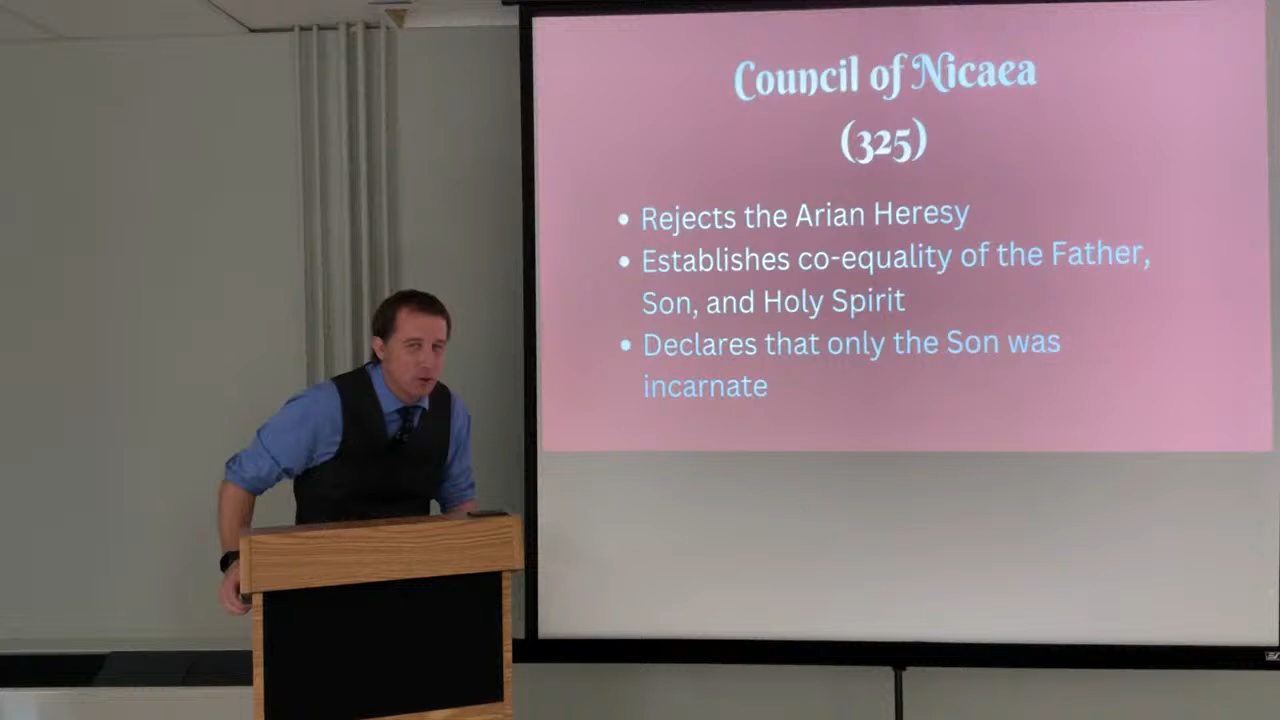 Council of Nicaea
(325)
• Rejects the Arian Heresy
• Establishes co-equality of the Father,
Son, and Holy Spirit
• Declares that only the Son was
incarnate